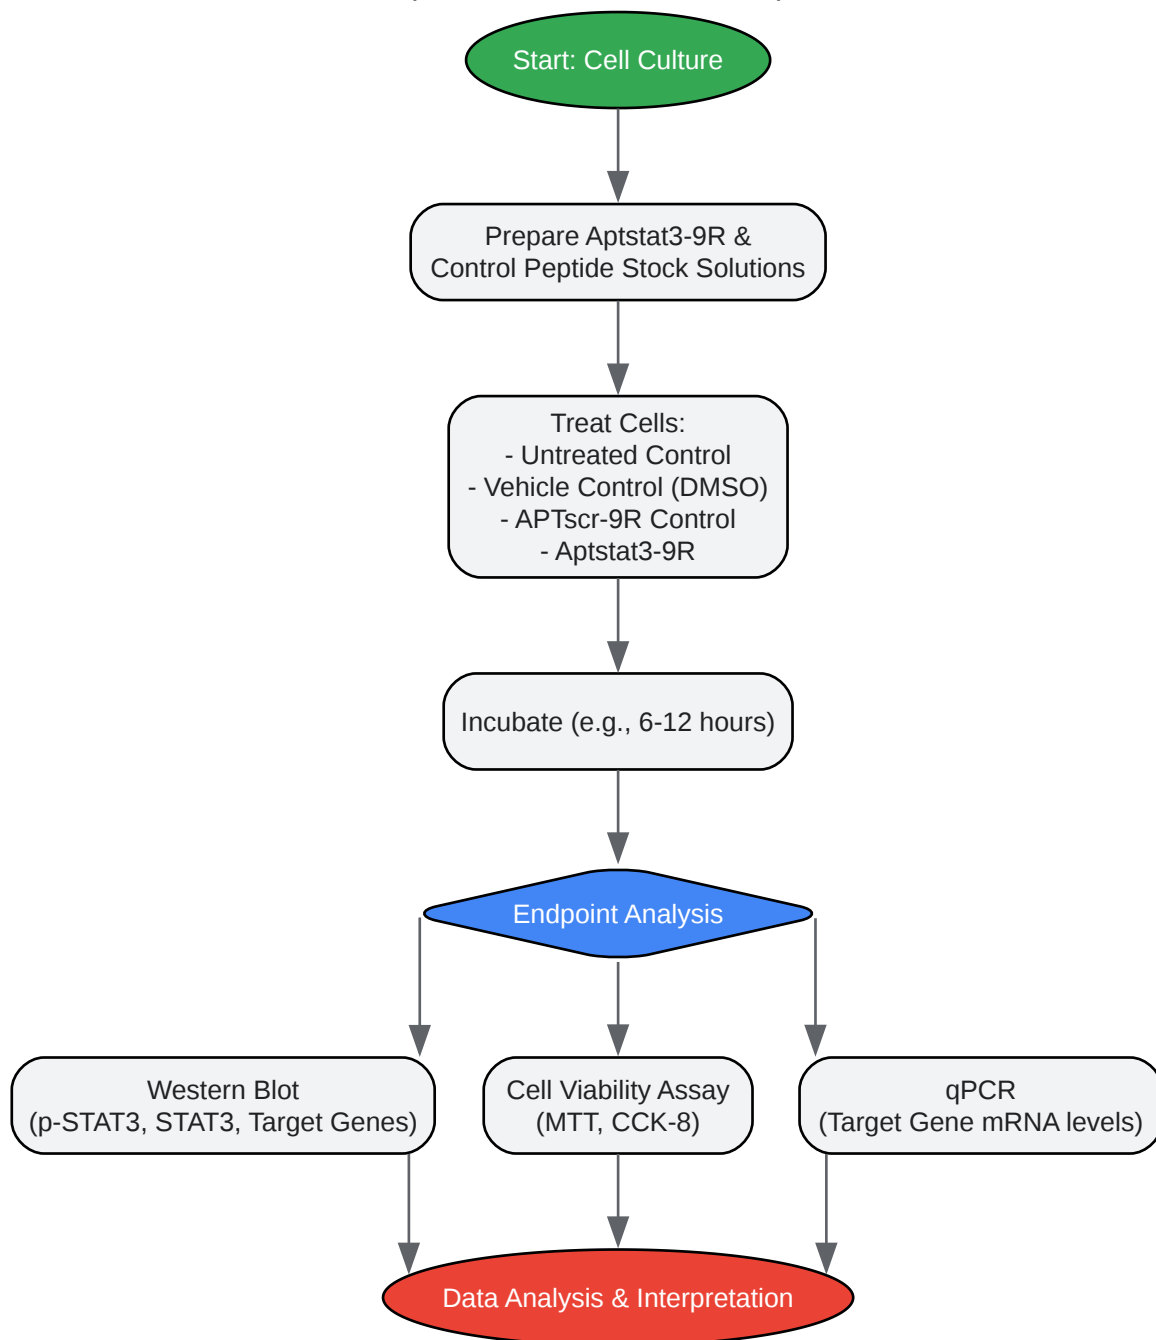 Start: Cell Culture
Prepare Aptstat3-9R &
Control Peptide Stock Solutions
Treat Cells:
- Untreated Control
- Vehicle Control (DMSO)
- APTscr-9R Control
- Aptstat3-9R
Incubate (e.g., 6-12 hours)
Endpoint Analysis
Western Blot
(p-STAT3, STAT3, Target Genes)
Cell Viability Assay
(MTT, CCK-8)
qPCR
(Target Gene mRNA levels)
Data Analysis & Interpretation